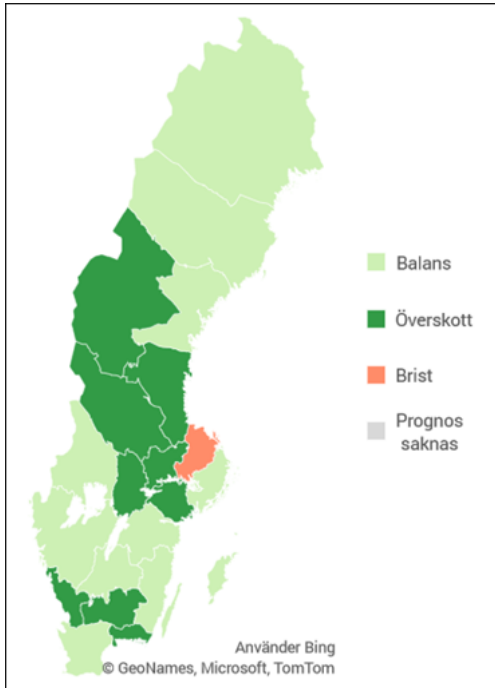 Balans
Överskott
Brist
Prognos
saknas
Använder Bing
© GeoNames, Microsoft, TomTom